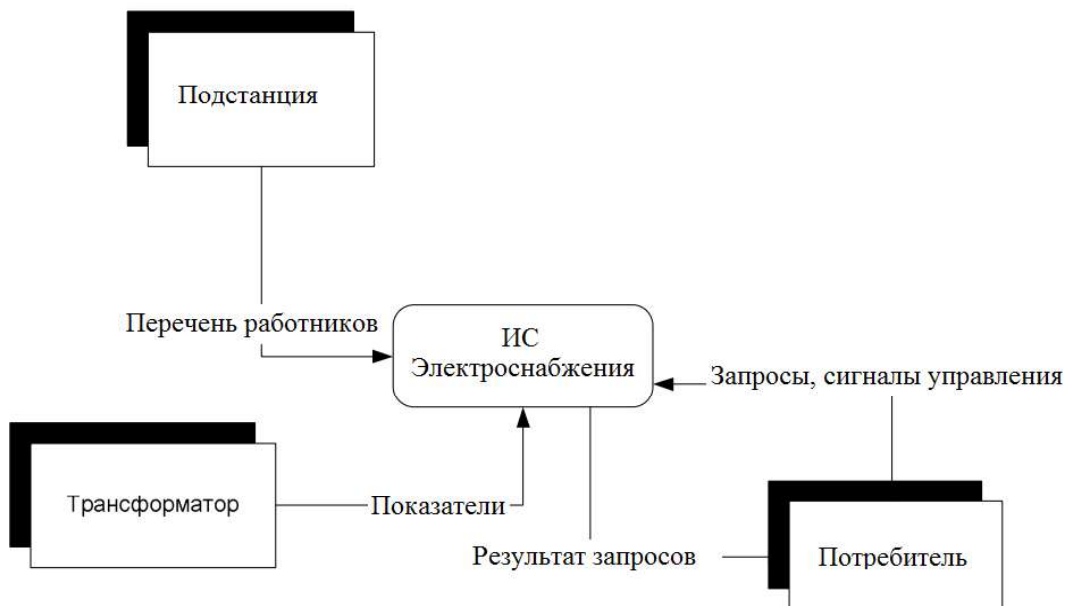 Подстанция
Перечень работников
ИС
Электроснабжения
Запросы, сигналы управления
Трансформатор
Показатели
Результат запросов
Потребитель